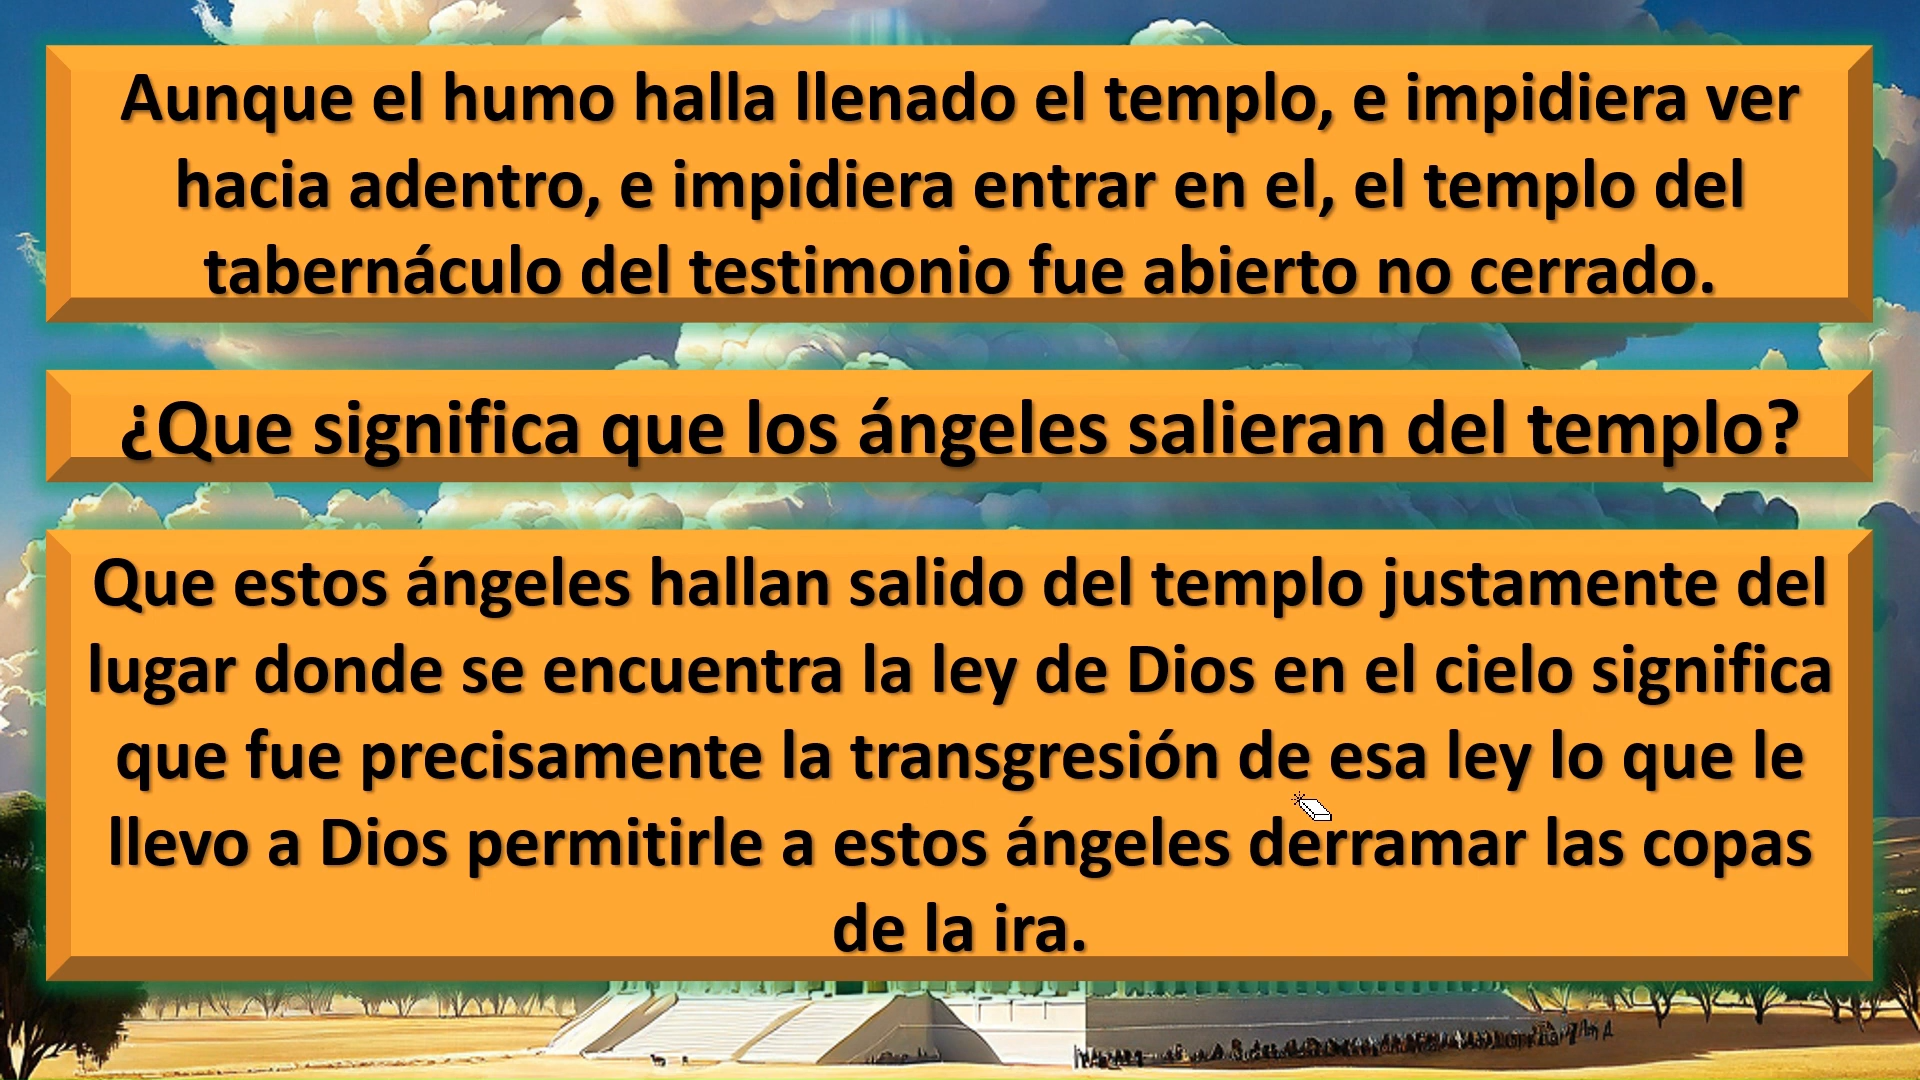 Aunque el humo halla llenado el templo, e impidiera ver
hacia adentro, e impidiera entrar en el, el templo del
tabernáculo del testimonio fue abierto no cerrado.
¿Que significa que los ángeles salieran del templo?
Que estos ángeles hallan salido del templo justamente del
lugar donde se encuentra la ley de Dios en el cielo significa
que fue precisamente la transgresión de esa ley lo que le
llevo a Dios permitirle a estos ángeles derramar las copas
de la ira.